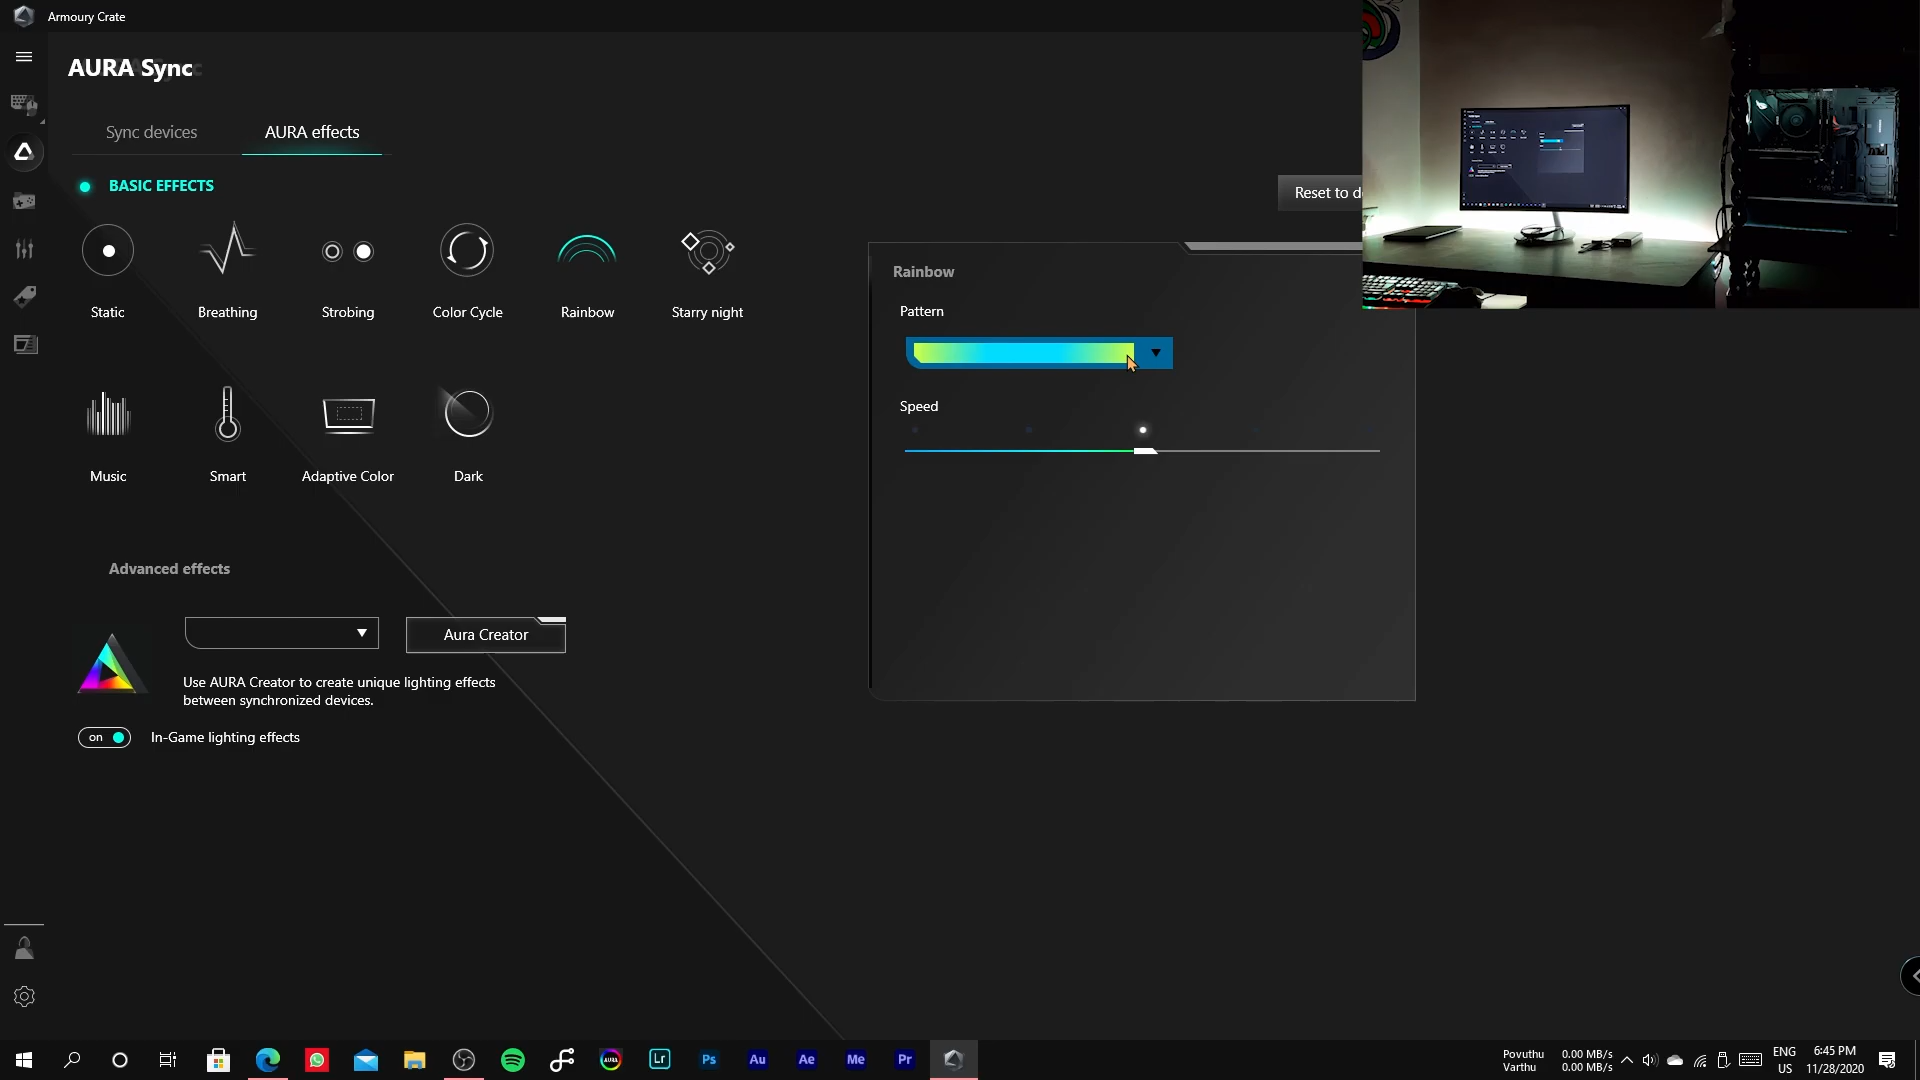 Armoury Crate
AURA Sync
Sync devices
AURA effects
BASIC EFFECTS
Reset to d
Static
Breathing
Strobing
Color Cycle
Rainbow
Starry night
Rainbow
Pattern
Speed
Music
Smart
Adaptive Color
Dark
Advanced effects
Aura Creator
Use AURA Creator to create unique lighting effects
between synchronized devices.
on
In-Game lighting effects
AURA
Lr
Ps
Au
Ae
Me
Pr
Povuthu
Varthu
0.00 MB/s
0.00 MB/s
ENG
US
6:45 PM
11/28/2020